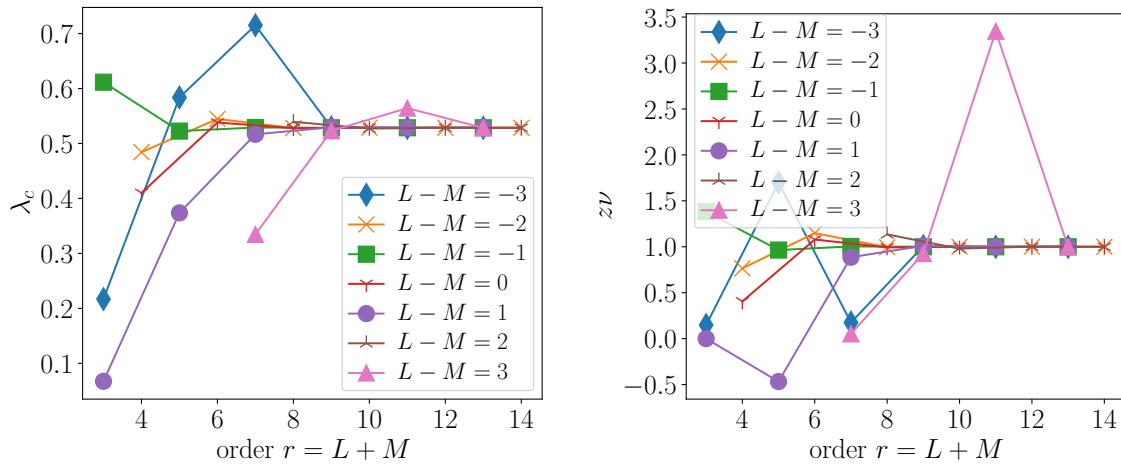 0.7
0.6
0.5
0.4
0.3
0.2
0.1
λ_c
4
6
8
10
12
14
order r = L + M
L − M = −3
L − M = −2
L − M = −1
L − M = 0
L − M = 1
L − M = 2
L − M = 3
3.5
3.0
2.5
2.0
1.5
1.0
0.5
0.0
−0.5
zν
4
6
8
10
12
14
order r = L + M
L − M = −3
L − M = −2
L − M = −1
L − M = 0
L − M = 1
L − M = 2
L − M = 3